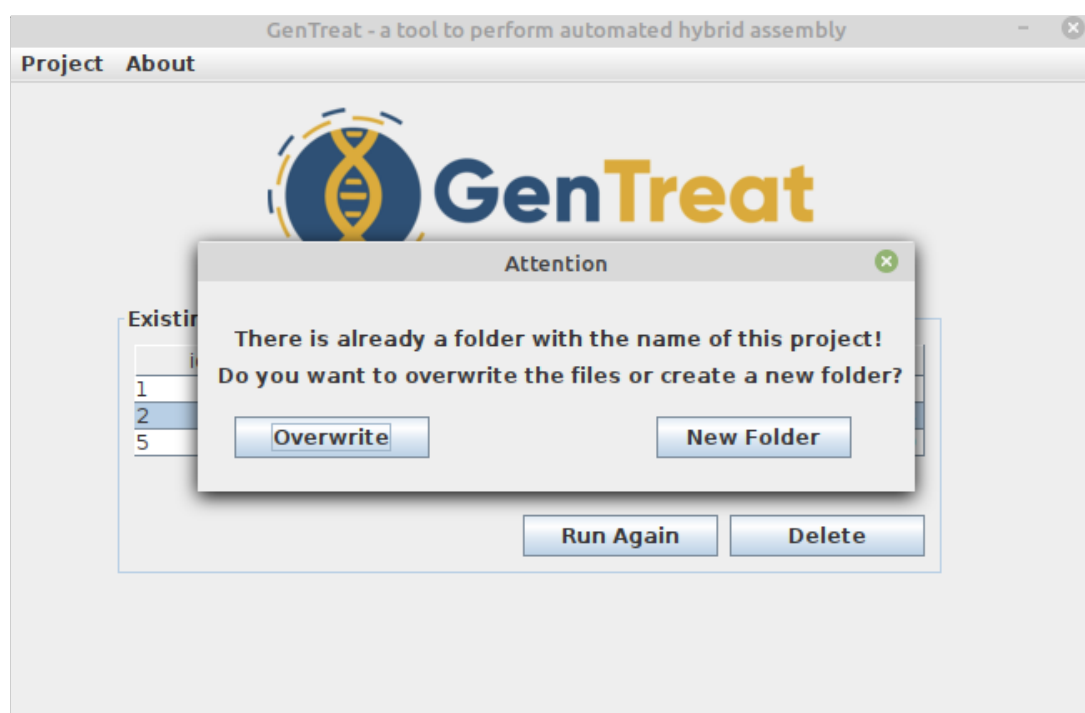 GenTreat - a tool to perform automated hybrid assembly
Project About
GenTreat
Attention
There is already a folder with the name of this project!
Do you want to overwrite the files or create a new folder?
Overwrite New Folder
1
2
5
Run Again Delete